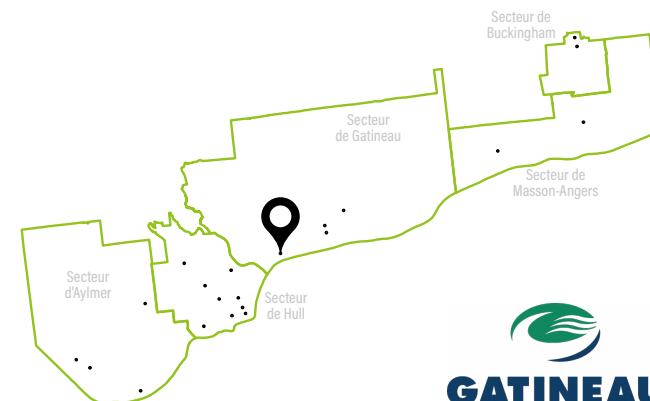 Secteur de
Buckingham
Secteur
de Gatineau
Secteur de
Masson-Angers
Secteur
d'Aylmer
Secteur
de Hull
GATINEAU